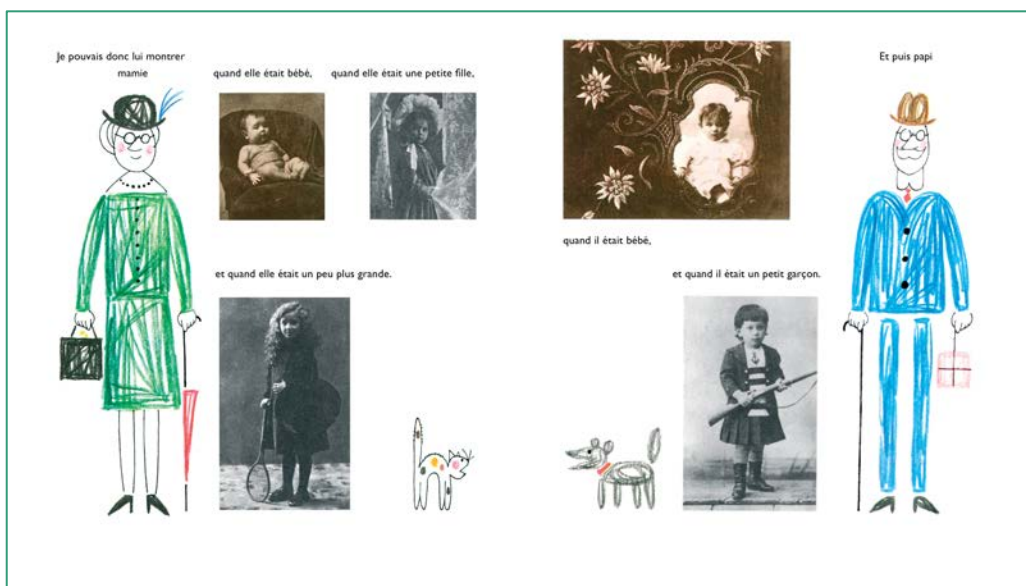 Je pouvais donc lui montrer
mamie
quand elle était bébé,
quand elle était une petite fille,
et quand elle était un peu plus grande.
Et puis papi
quand il était bébé,
et quand il était un petit garçon.